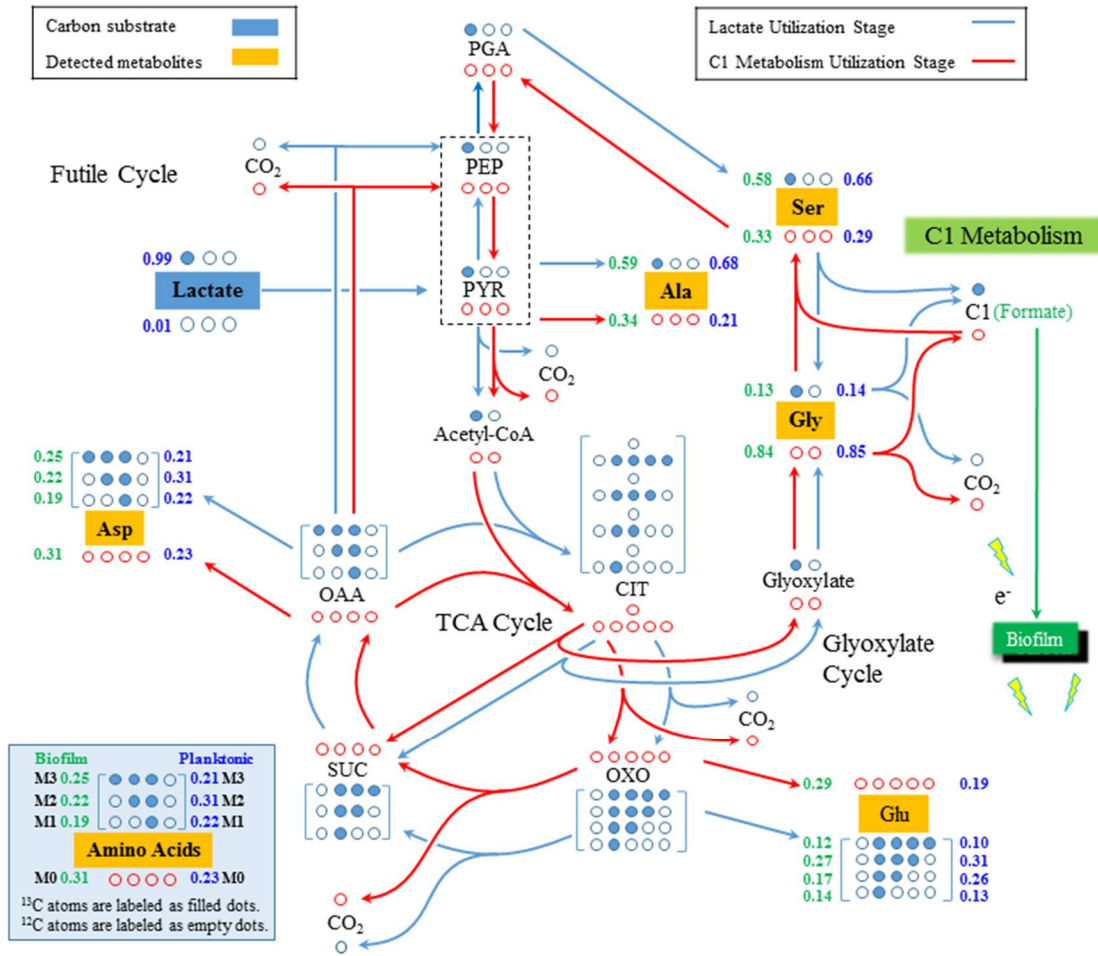 Carbon substrate
Detected metabolites
Lactate Utilization Stage
C1 Metabolism Utilization Stage
PGA
Futile Cycle
CO2
PEP
0.58
0.66
Ser
0.33
0.29
C1 Metabolism
0.99
Lactate
0.01
PYR
0.59
0.68
Ala
0.34
0.21
C1 (Formate)
CO2
0.13
0.14
Gly
0.84
0.85
Acetyl-CoA
CO2
0.25
0.21
0.22
0.31
0.19
0.22
Asp
0.31
0.23
OAA
CIT
Glyoxylate
e-
TCA Cycle
Glyoxylate
Cycle
Biofilm
CO2
SUC
OXO
0.29
0.19
Glu
0.12
0.10
0.27
0.31
0.17
0.26
0.14
0.13
CO2
Biofilm
Planktonic
M3 0.25
0.21 M3
M2 0.22
0.31 M2
M1 0.19
0.22 M1
Amino Acids
M0 0.31
0.23 M0
13C atoms are labeled as filled dots.
12C atoms are labeled as empty dots.